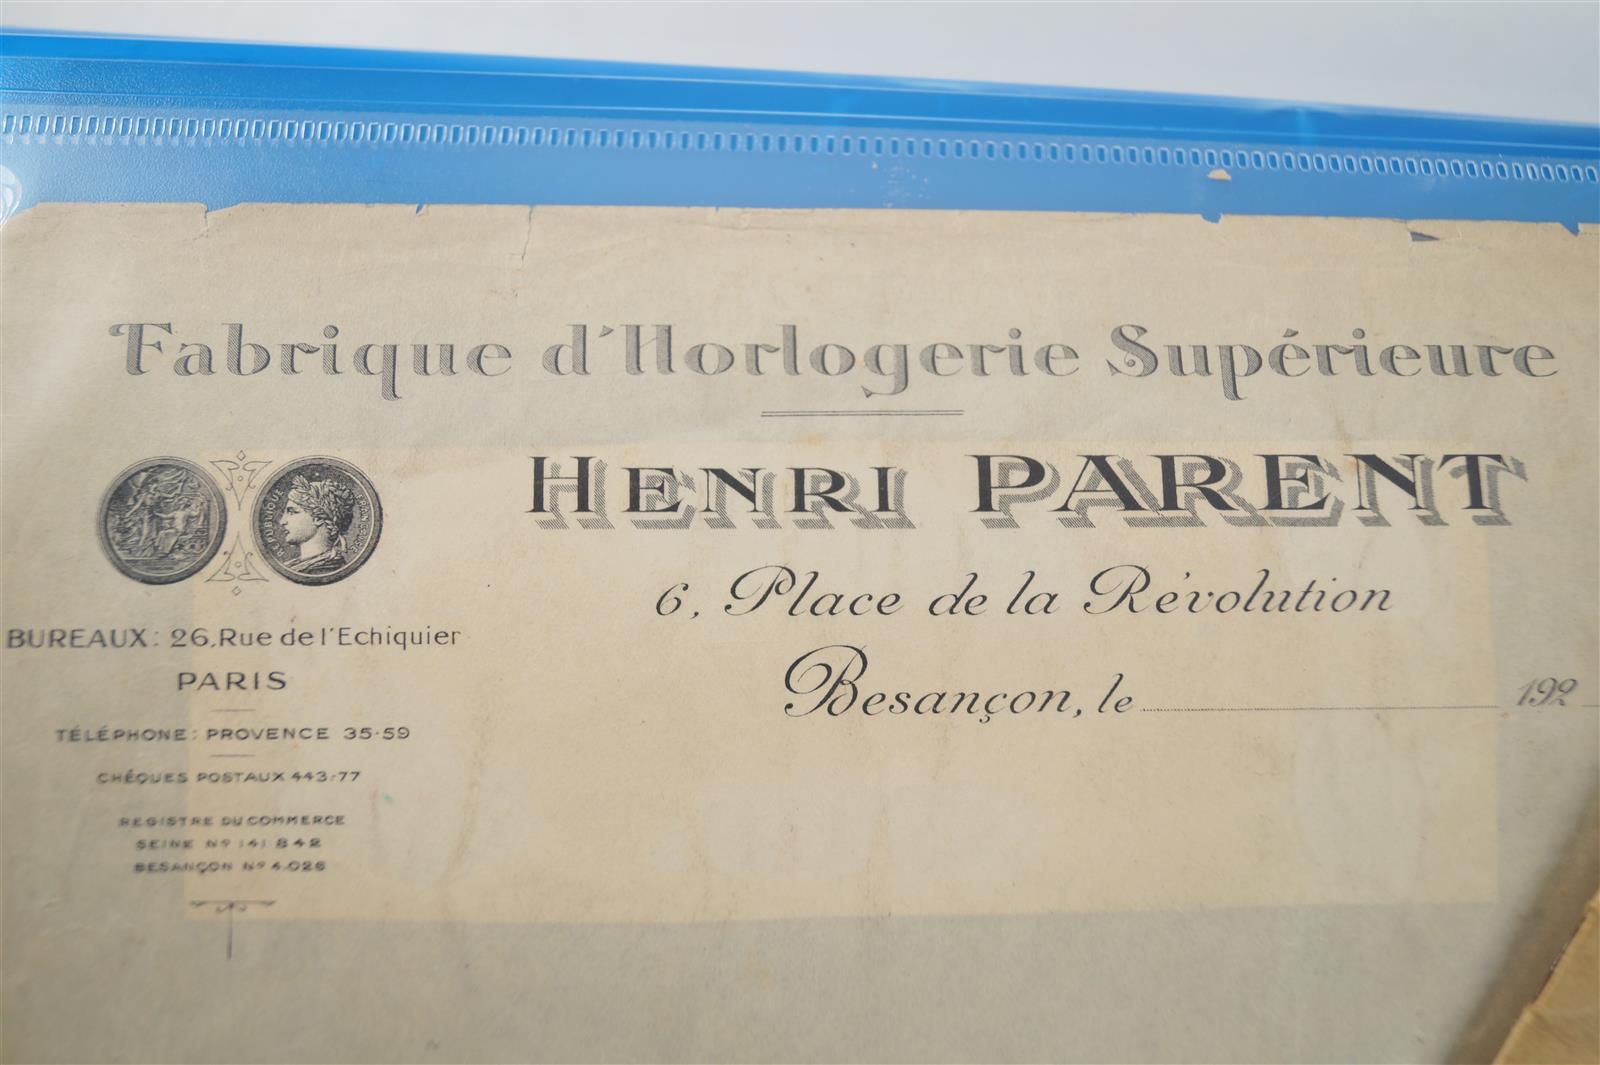 Fabrique d'Horlogerie Supérieure
HENRI PARENT
6, Place de la Révolution
Besançon, le 192
RÉPUBLIQUE FRANÇAISE
BUREAUX: 26, Rue de l'Echiquier
PARIS
TÉLÉPHONE: PROVENCE 35-59
CHÈQUES POSTAUX 443-77
REGISTRE DU COMMERCE
SEINE Nº 141 842
BESANÇON Nº 4.026